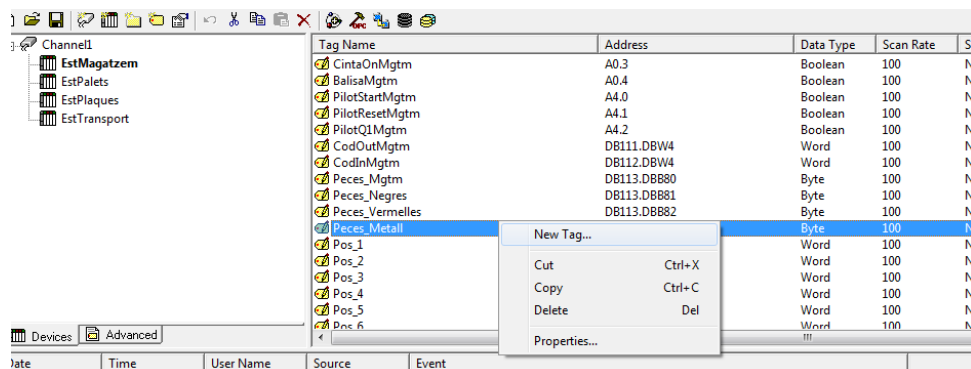 Channel1
EstMagatzem
EstPalets
EstPlaques
EstTransport
Tag Name Address Data Type Scan Rate S
CintaOnMgtm A0.3 Boolean 100 N
BalisaMgtm A0.4 Boolean 100 N
PilotStartMgtm A4.0 Boolean 100 N
PilotResetMgtm A4.1 Boolean 100 N
PilotQ1Mgtm A4.2 Boolean 100 N
CodOutMgtm DB111.DBW4 Word 100 N
CodInMgtm DB112.DBW4 Word 100 N
Peces_Mgtm DB113.DBB80 Byte 100 N
Peces_Negres DB113.DBB81 Byte 100 N
Peces_Vermelles DB113.DBB82 Byte 100 N
Peces_Metall Byte 100 N
Pos_1 Word 100 N
Pos_2 Word 100 N
Pos_3 Word 100 N
Pos_4 Word 100 N
Pos_5 Word 100 N
Pos_6 Word 100 N
New Tag...
Cut Ctrl+X
Copy Ctrl+C
Delete Del
Properties...
Devices Advanced
Date Time User Name Source Event